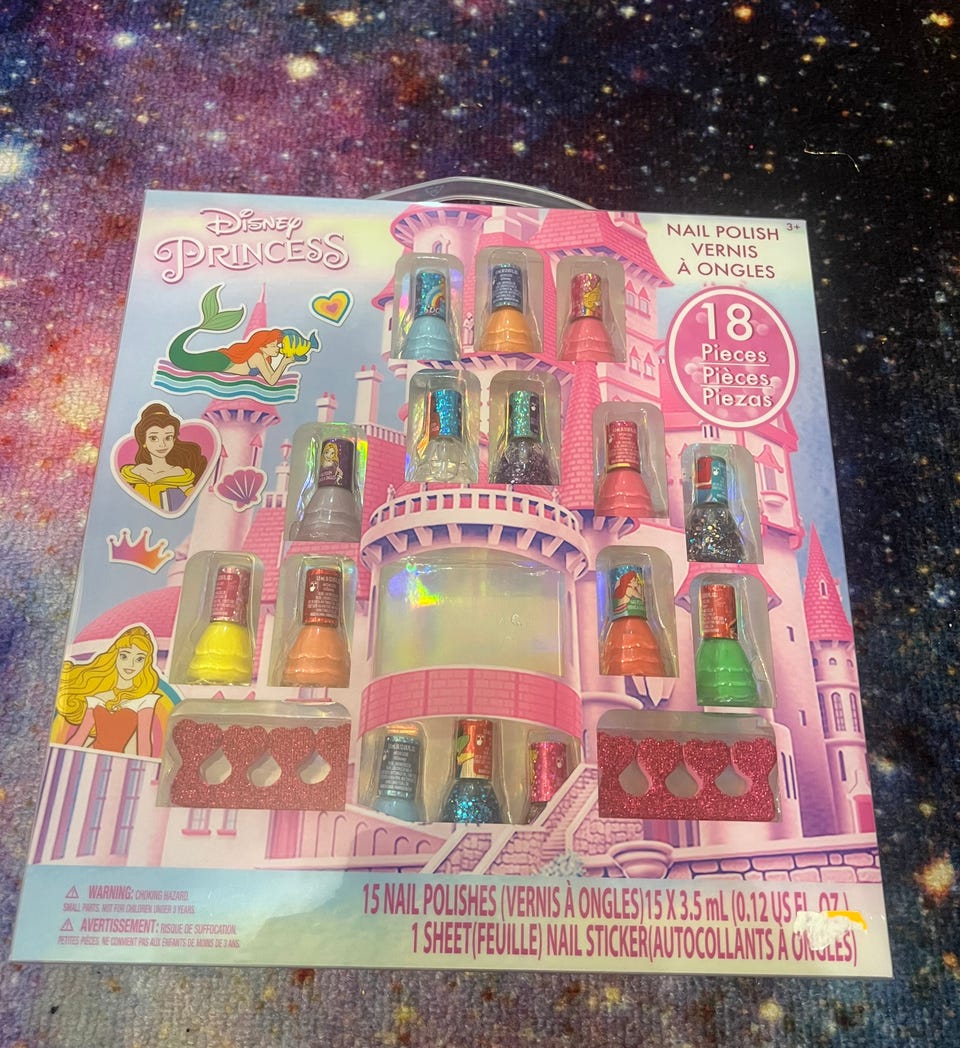 DISNEY
PRINCESS
3+
NAIL POLISH
VERNIS
À ONGLES
18
Pieces
Pièces
Piezas
WARNING: CHOKING HAZARD.
SMALL PARTS. NOT FOR CHILDREN UNDER 3 YEARS.
AVERTISSEMENT: RISQUE DE SUFFOCATION.
PETITES PIÈCES. NE CONVIENT PAS AUX ENFANTS DE MOINS DE 3 ANS.
15 NAIL POLISHES (VERNIS À ONGLES)15 X 3.5 mL (0.12 US FL. OZ.)
1 SHEET(FEUILLE) NAIL STICKER(AUTOCOLLANTS À ONGLES)